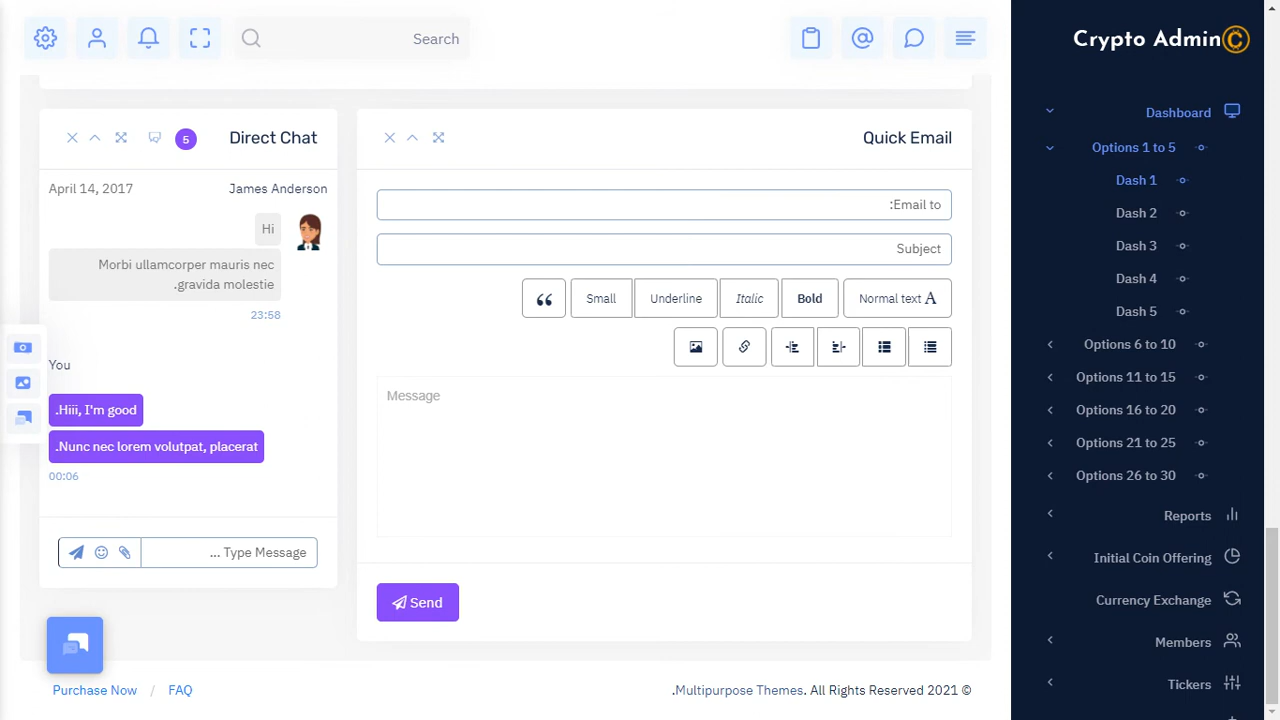 Search
Crypto Admin
Dashboard
Options 1 to 5
Dash 1
Dash 2
Dash 3
Dash 4
Dash 5
Options 6 to 10
Options 11 to 15
Options 16 to 20
Options 21 to 25
Options 26 to 30
Reports
Initial Coin Offering
Currency Exchange
Members
Tickers
5
Direct Chat
April 14, 2017
James Anderson
Hi
Morbi ullamcorper mauris nec
.gravida molestie
23:58
You
.Hiii, I'm good
.Nunc nec lorem volutpat, placerat
00:06
... Type Message
Quick Email
:Email to
Subject
Small
Underline
Italic
Bold
Normal text
Message
Send
Purchase Now / FAQ
.Multipurpose Themes. All Rights Reserved 2021 ©